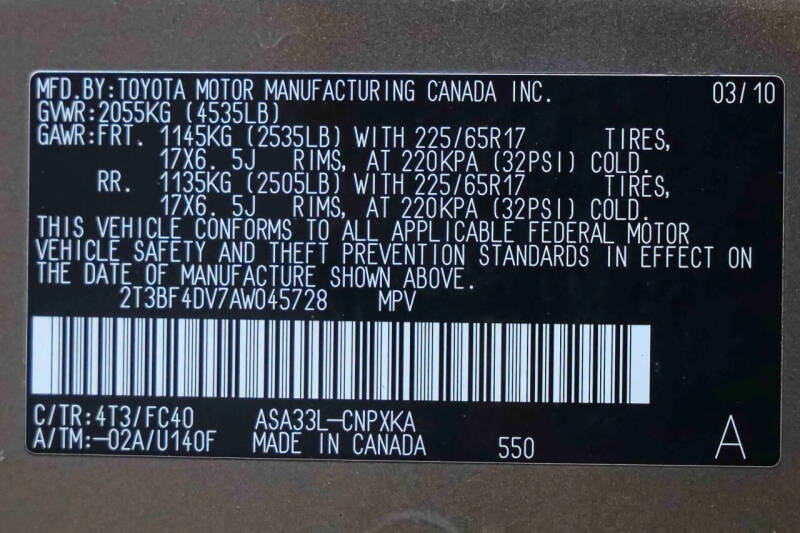 MFD.BY:TOYOTA MOTOR MANUFACTURING CANADA INC. 03/10
GVWR:2055KG (4535LB)
GAWR:FRT. 1145KG (2535LB) WITH 225/65R17 TIRES,
17X6. 5J RIMS, AT 220KPA (32PSI) COLD.
RR. 1135KG (2505LB) WITH 225/65R17 TIRES,
17X6. 5J RIMS, AT 220KPA (32PSI) COLD.
THIS VEHICLE CONFORMS TO ALL APPLICABLE FEDERAL MOTOR
VEHICLE SAFETY AND THEFT PREVENTION STANDARDS IN EFFECT ON
THE DATE OF MANUFACTURE SHOWN ABOVE.
2T3BF4DV7AW045728 MPV
C/TR:4T3/FC40 ASA33L-CNPXKA
A/TM:-02A/U140F MADE IN CANADA 550 A